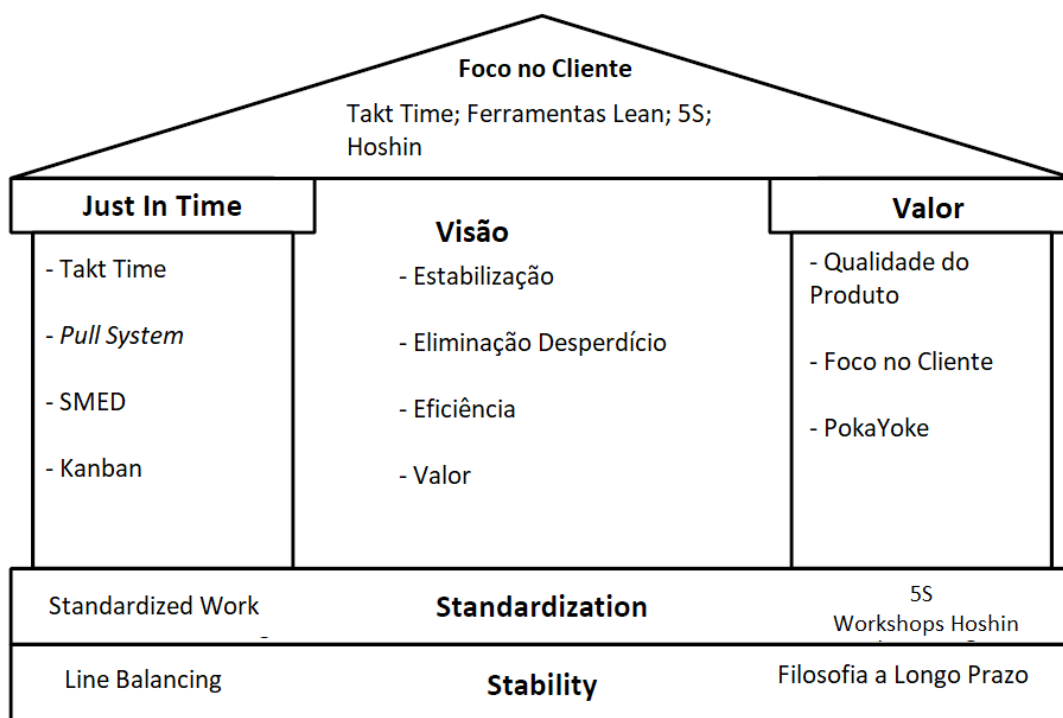 Foco no Cliente
Takt Time; Ferramentas Lean; 5S;
Hoshin
Just In Time
- Takt Time
- Pull System
- SMED
- Kanban
Visão
- Estabilização
- Eliminação Desperdício
- Eficiência
- Valor
Valor
- Qualidade do
Produto
- Foco no Cliente
- PokaYoke
Standardized Work
Standardization
5S
Workshops Hoshin
Line Balancing
Stability
Filosofia a Longo Prazo